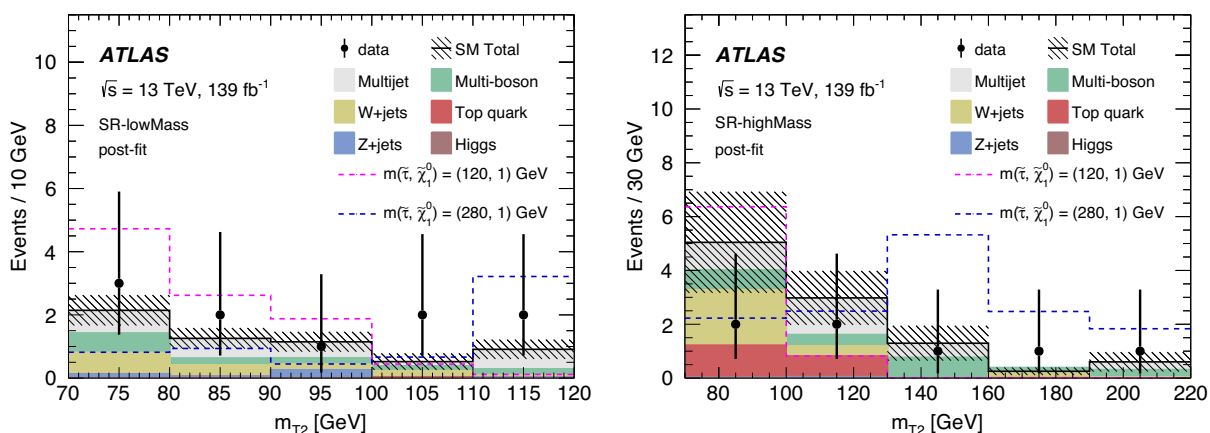 Events / 10 GeV
10
8
6
4
2
0
ATLAS
√s = 13 TeV, 139 fb⁻¹
SR-lowMass
post-fit
data
SM Total
Multijet
Multi-boson
W+jets
Top quark
Z+jets
Higgs
m(τ̃, χ̃₁⁰) = (120, 1) GeV
m(τ̃, χ̃₁⁰) = (280, 1) GeV
70 75 80 85 90 95 100 105 110 115 120
m_T2 [GeV]
Events / 30 GeV
12
10
8
6
4
2
0
ATLAS
√s = 13 TeV, 139 fb⁻¹
SR-highMass
post-fit
data
SM Total
Multijet
Multi-boson
W+jets
Top quark
Z+jets
Higgs
m(τ̃, χ̃₁⁰) = (120, 1) GeV
m(τ̃, χ̃₁⁰) = (280, 1) GeV
80 100 120 140 160 180 200 220
m_T2 [GeV]